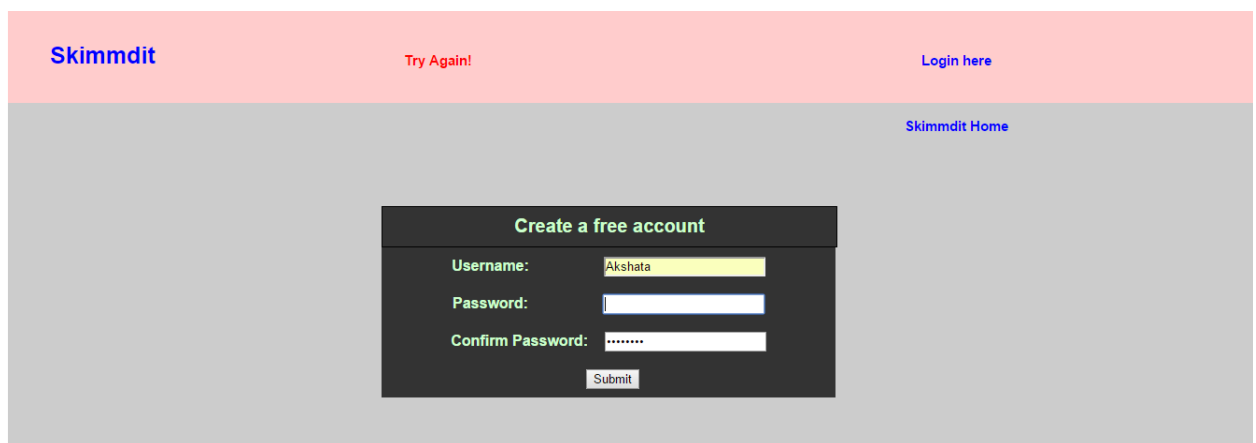 Skimmdit Try Again! Login here
Skimmdit Home
Create a free account
Username: Akshata
Password:
Confirm Password: ••••••••
Submit